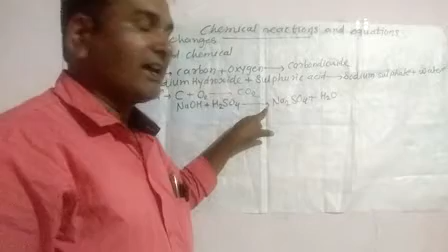 Chemical reactions and equations
Changes
chemical
→ carbon + Oxygen → Carbondioxide
Hydroxide + Sulphuric acid → Sodium Sulphate + Water
→ C + O₂ → CO₂
NaOH + H₂SO₄ → Na₂SO₄ + H₂O